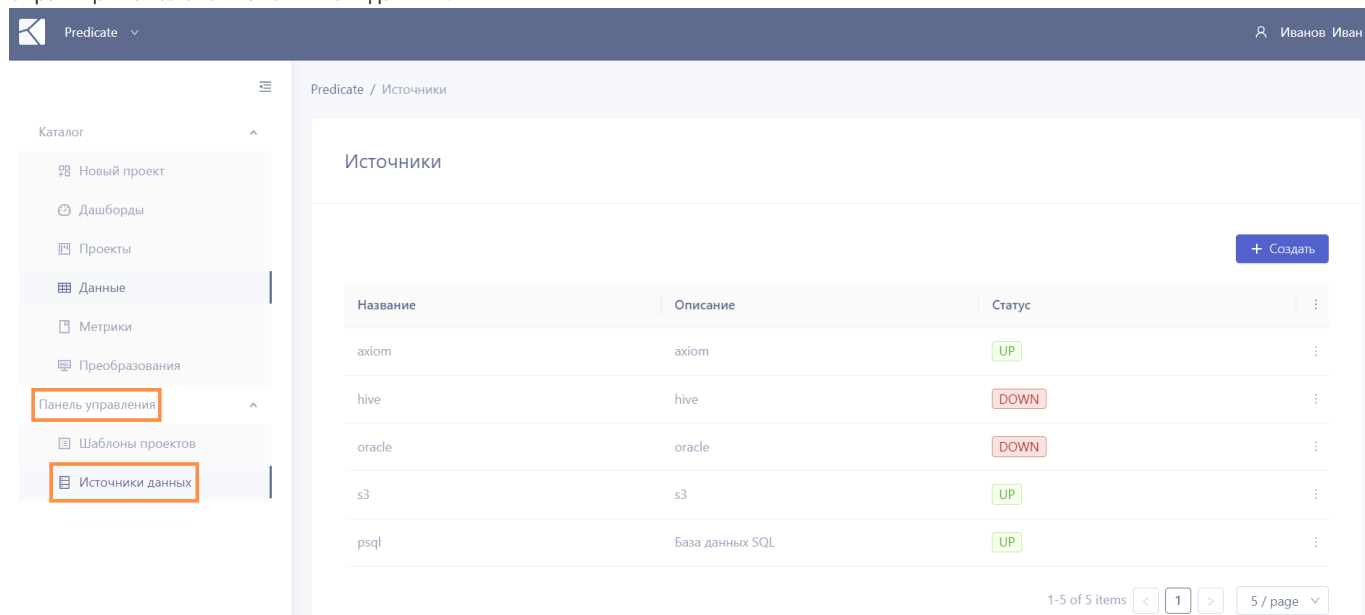 Predicate
Иванов Иван
Predicate / Источники
Каталог
Новый проект
Дашборды
Проекты
Данные
Метрики
Преобразования
Панель управления
Шаблоны проектов
Источники данных
Источники
+ Создать
Название Описание Статус
axiom axiom UP
hive hive DOWN
oracle oracle DOWN
s3 s3 UP
psql База данных SQL UP
1-5 of 5 items < 1 > 5 / page